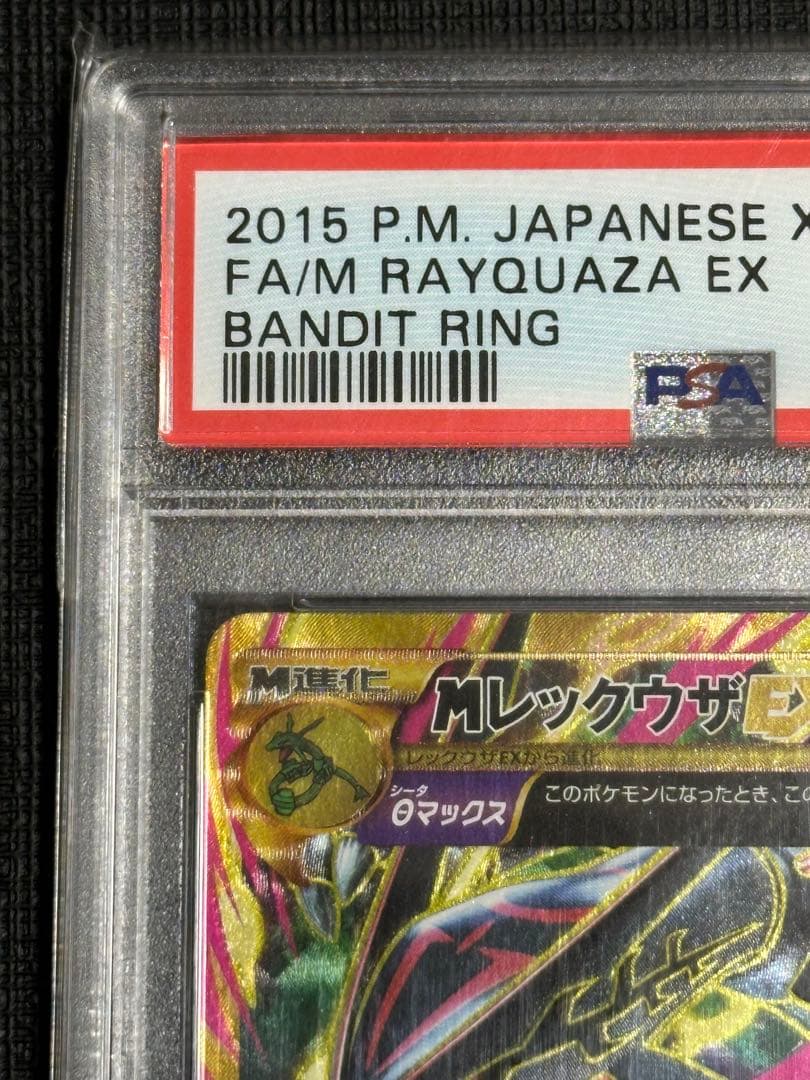 2015 P.M. JAPANESE X
FA/M RAYQUAZA EX
BANDIT RING
PSA
M進化
MレックウザEX
レックウザEXから進化
シータ
θマックス
このポケモンになったとき、この